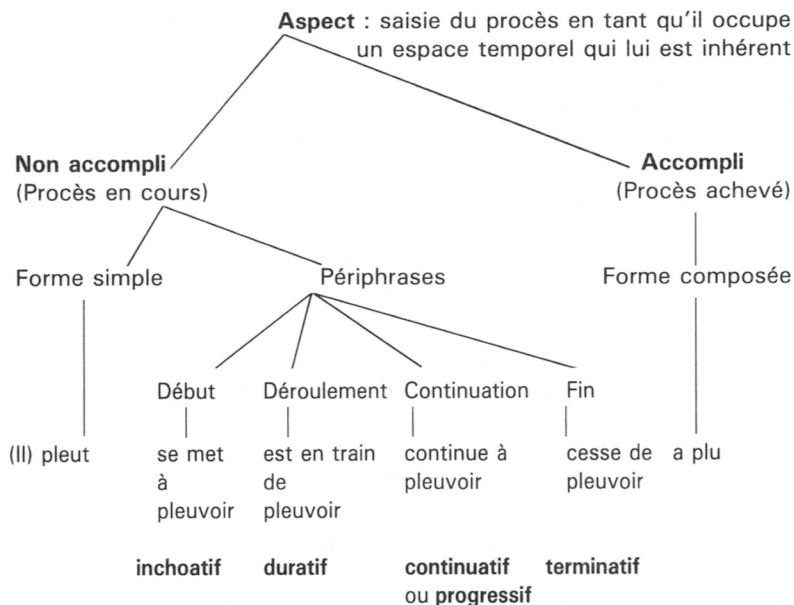 Aspect : saisie du procès en tant qu'il occupe
un espace temporel qui lui est inhérent
Non accompli
(Procès en cours)
Accompli
(Procès achevé)
Forme simple
Périphrases
Forme composée
Début
Déroulement
Continuation
Fin
(Il) pleut
se met
à
pleuvoir
est en train
de
pleuvoir
continue à
pleuvoir
cesse de
pleuvoir
a plu
inchoatif
duratif
continuatif
ou progressif
terminatif